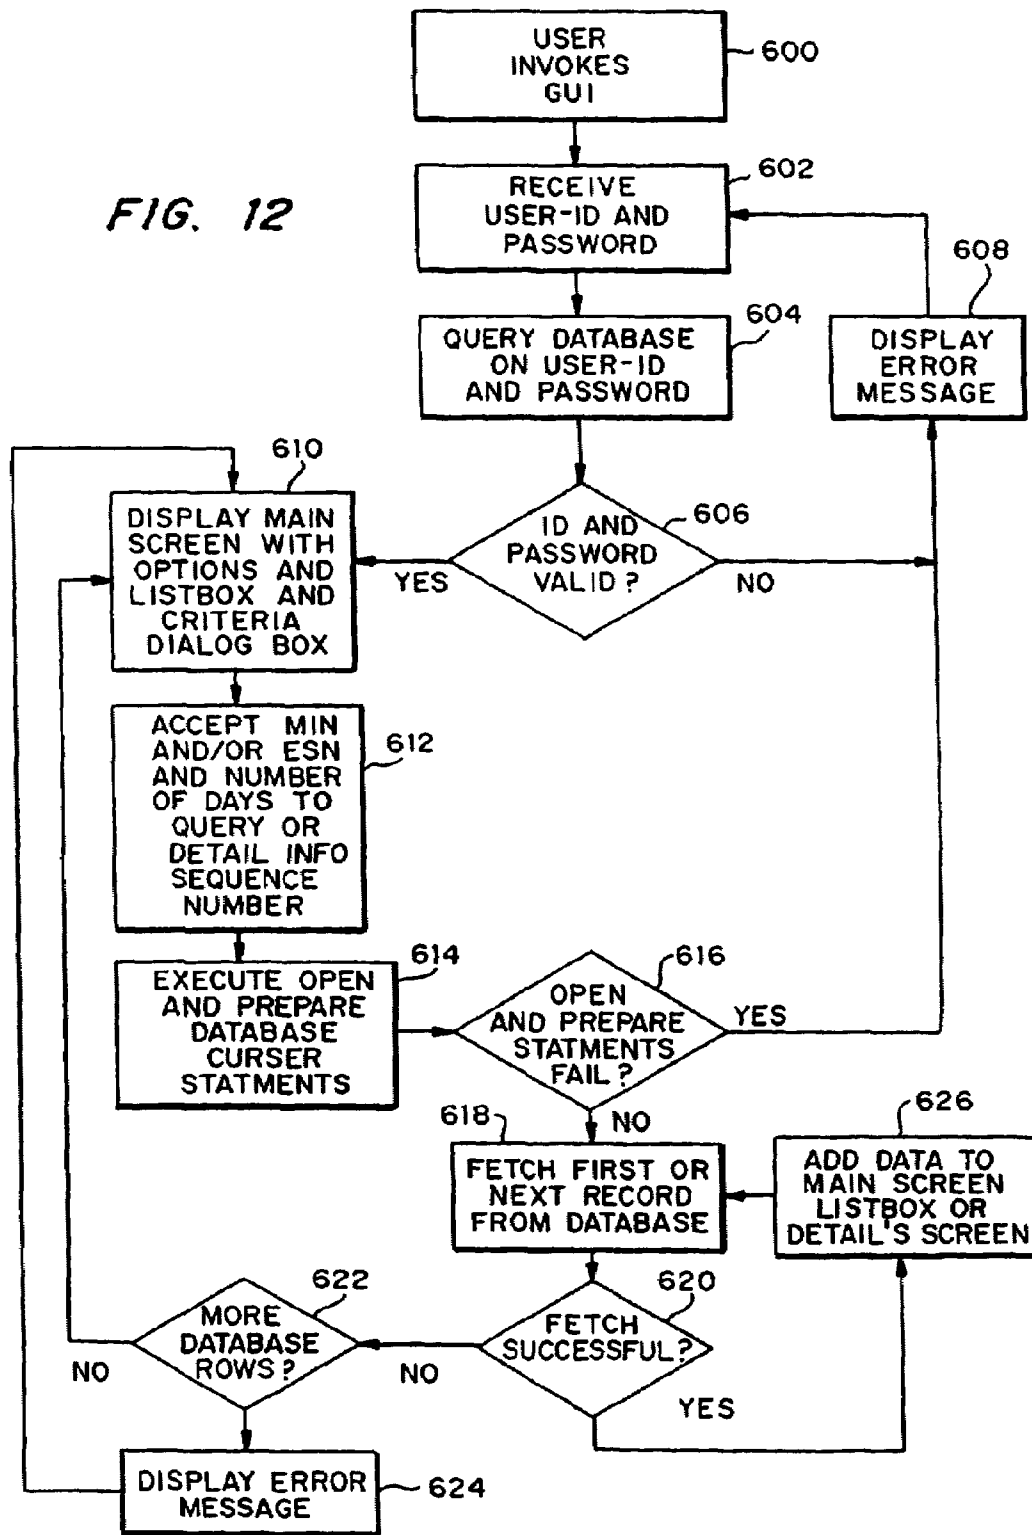 USER
INVOKES
GUI
600
FIG. 12
RECEIVE
USER-ID AND
PASSWORD
602
QUERY DATABASE
ON USER-ID
AND PASSWORD
604
DISPLAY
ERROR
MESSAGE
608
ID AND
PASSWORD
VALID?
606
YES
NO
610
DISPLAY MAIN
SCREEN WITH
OPTIONS AND
LISTBOX AND
CRITERIA
DIALOG BOX
ACCEPT MIN
AND/OR ESN
AND NUMBER
OF DAYS TO
QUERY OR
DETAIL INFO
SEQUENCE
NUMBER
612
EXECUTE OPEN
AND PREPARE
DATABASE
CURSER
STATMENTS
614
OPEN
AND PREPARE
STATMENTS
FAIL?
616
YES
NO
618
FETCH FIRST OR
NEXT RECORD
FROM DATABASE
626
ADD DATA TO
MAIN SCREEN
LISTBOX OR
DETAIL'S SCREEN
FETCH
SUCCESSFUL?
620
NO
YES
MORE
DATABASE
ROWS?
622
NO
DISPLAY ERROR
MESSAGE
624